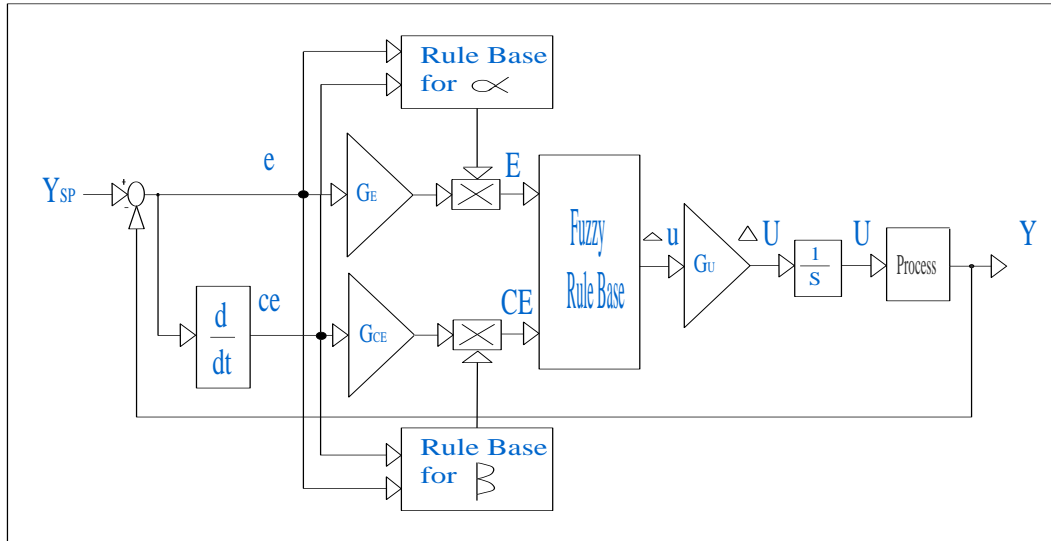 Rule Base
for α
e
G_E
E
Y_SP
+
-
Fuzzy
Rule Base
Δu
G_U
ΔU
1
S
U
Process
Y
ce
d
dt
G_CE
CE
Rule Base
for β